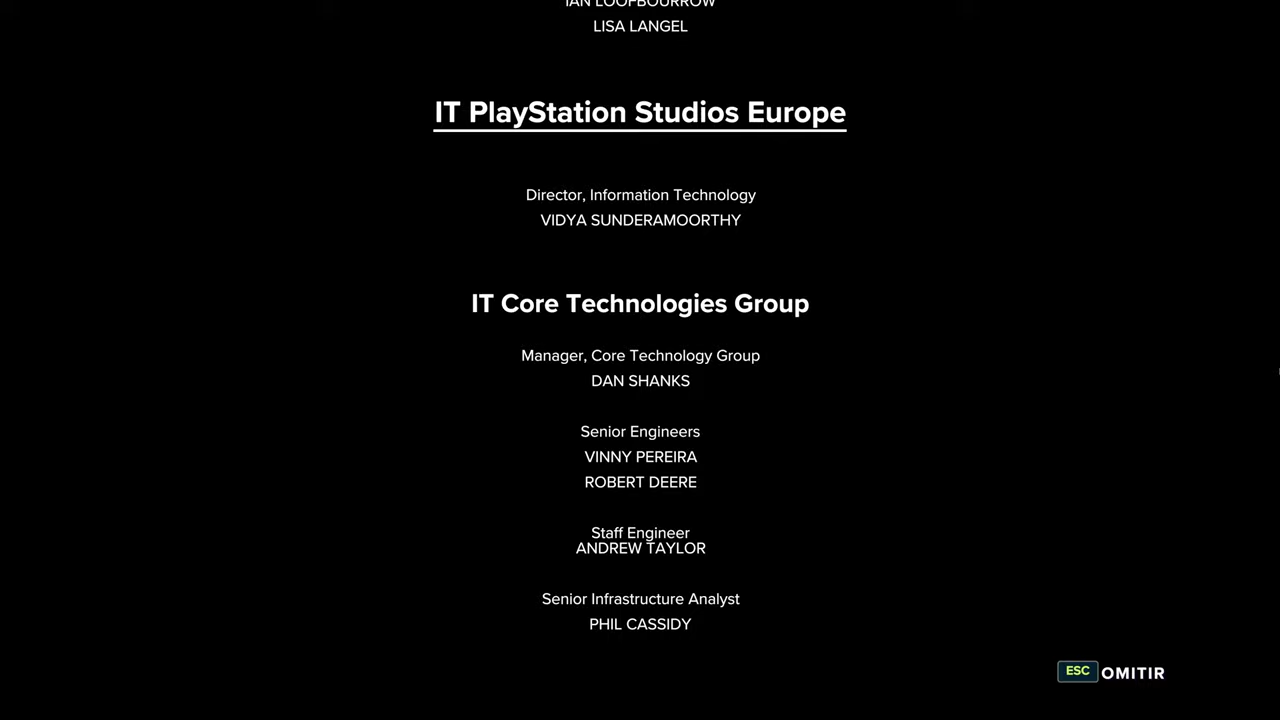 IAN LOOFBOURROW
LISA LANGEL
IT PlayStation Studios Europe
Director, Information Technology
VIDYA SUNDERAMOORTHY
IT Core Technologies Group
Manager, Core Technology Group
DAN SHANKS
Senior Engineers
VINNY PEREIRA
ROBERT DEERE
Staff Engineer
ANDREW TAYLOR
Senior Infrastructure Analyst
PHIL CASSIDY
ESC OMITIR